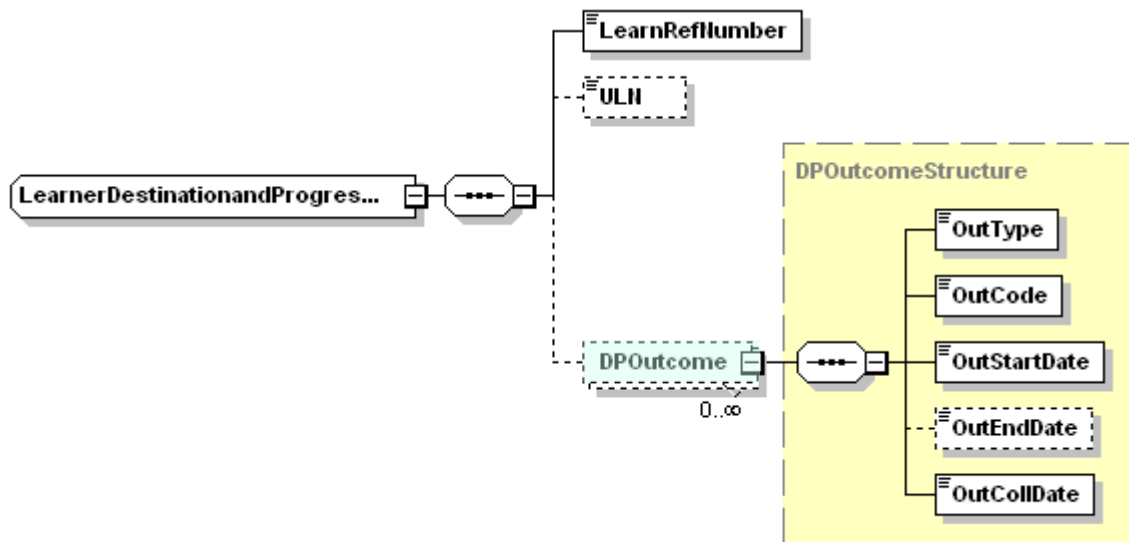 LearnRefNumber
ULN
LearnerDestinationandProgres...
DPOutcomeStructure
OutType
OutCode
OutStartDate
DPOutcome
0..∞
OutEndDate
OutCollDate